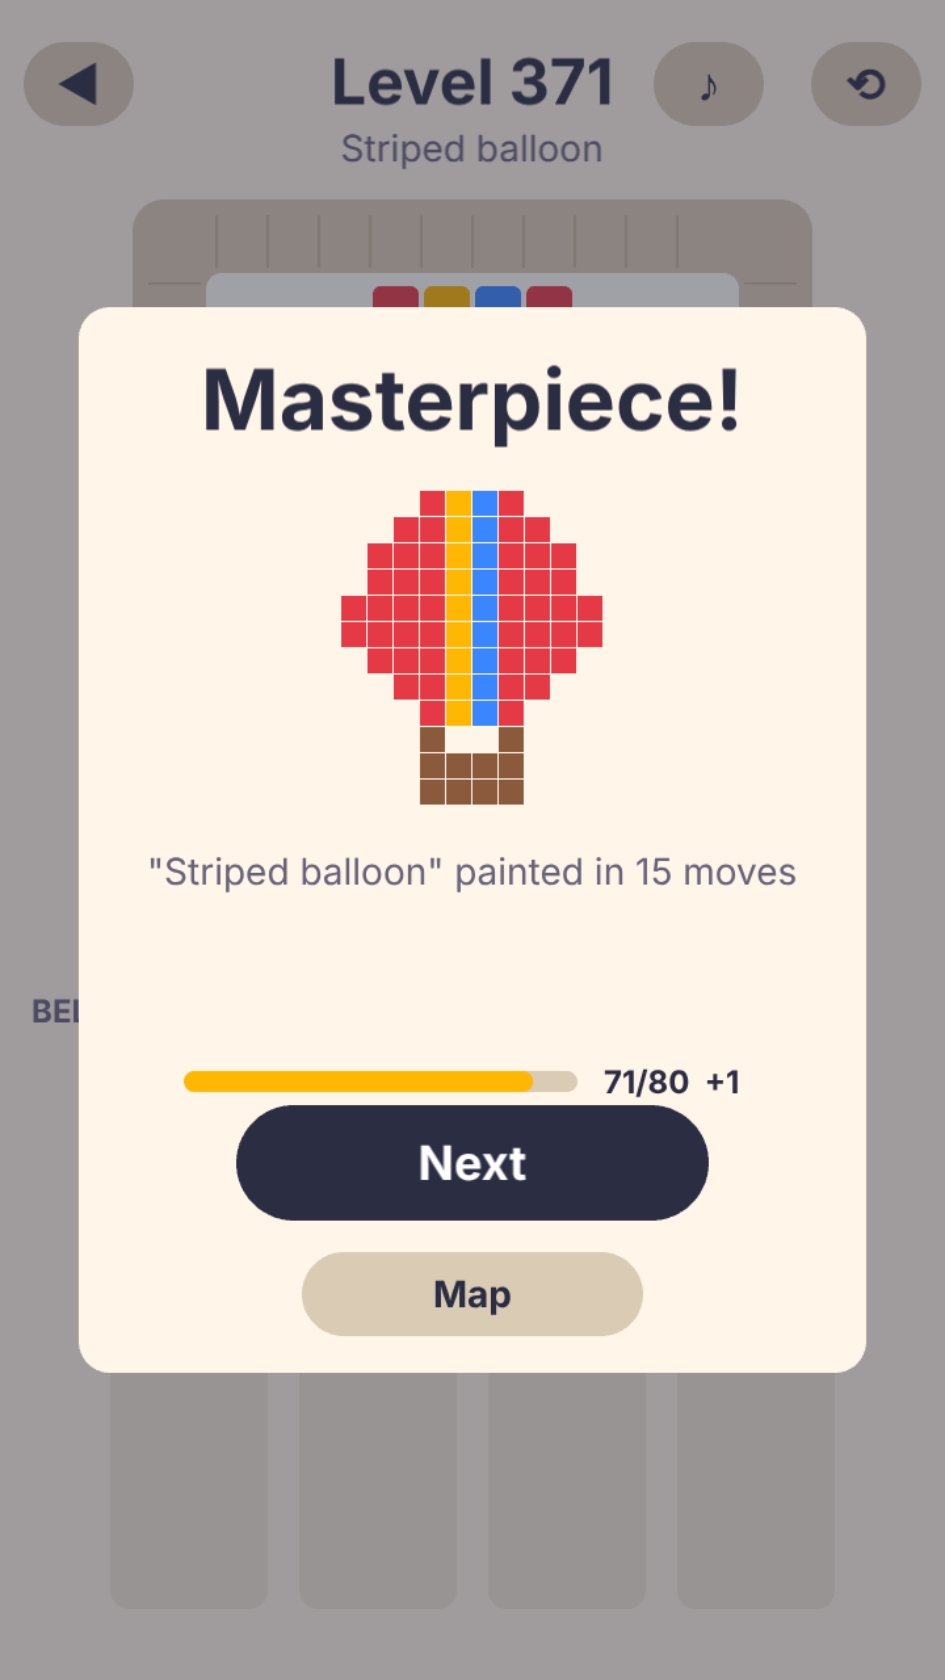 Level 371
Striped balloon
Masterpiece!
"Striped balloon" painted in 15 moves
71/80 +1
Next
Map